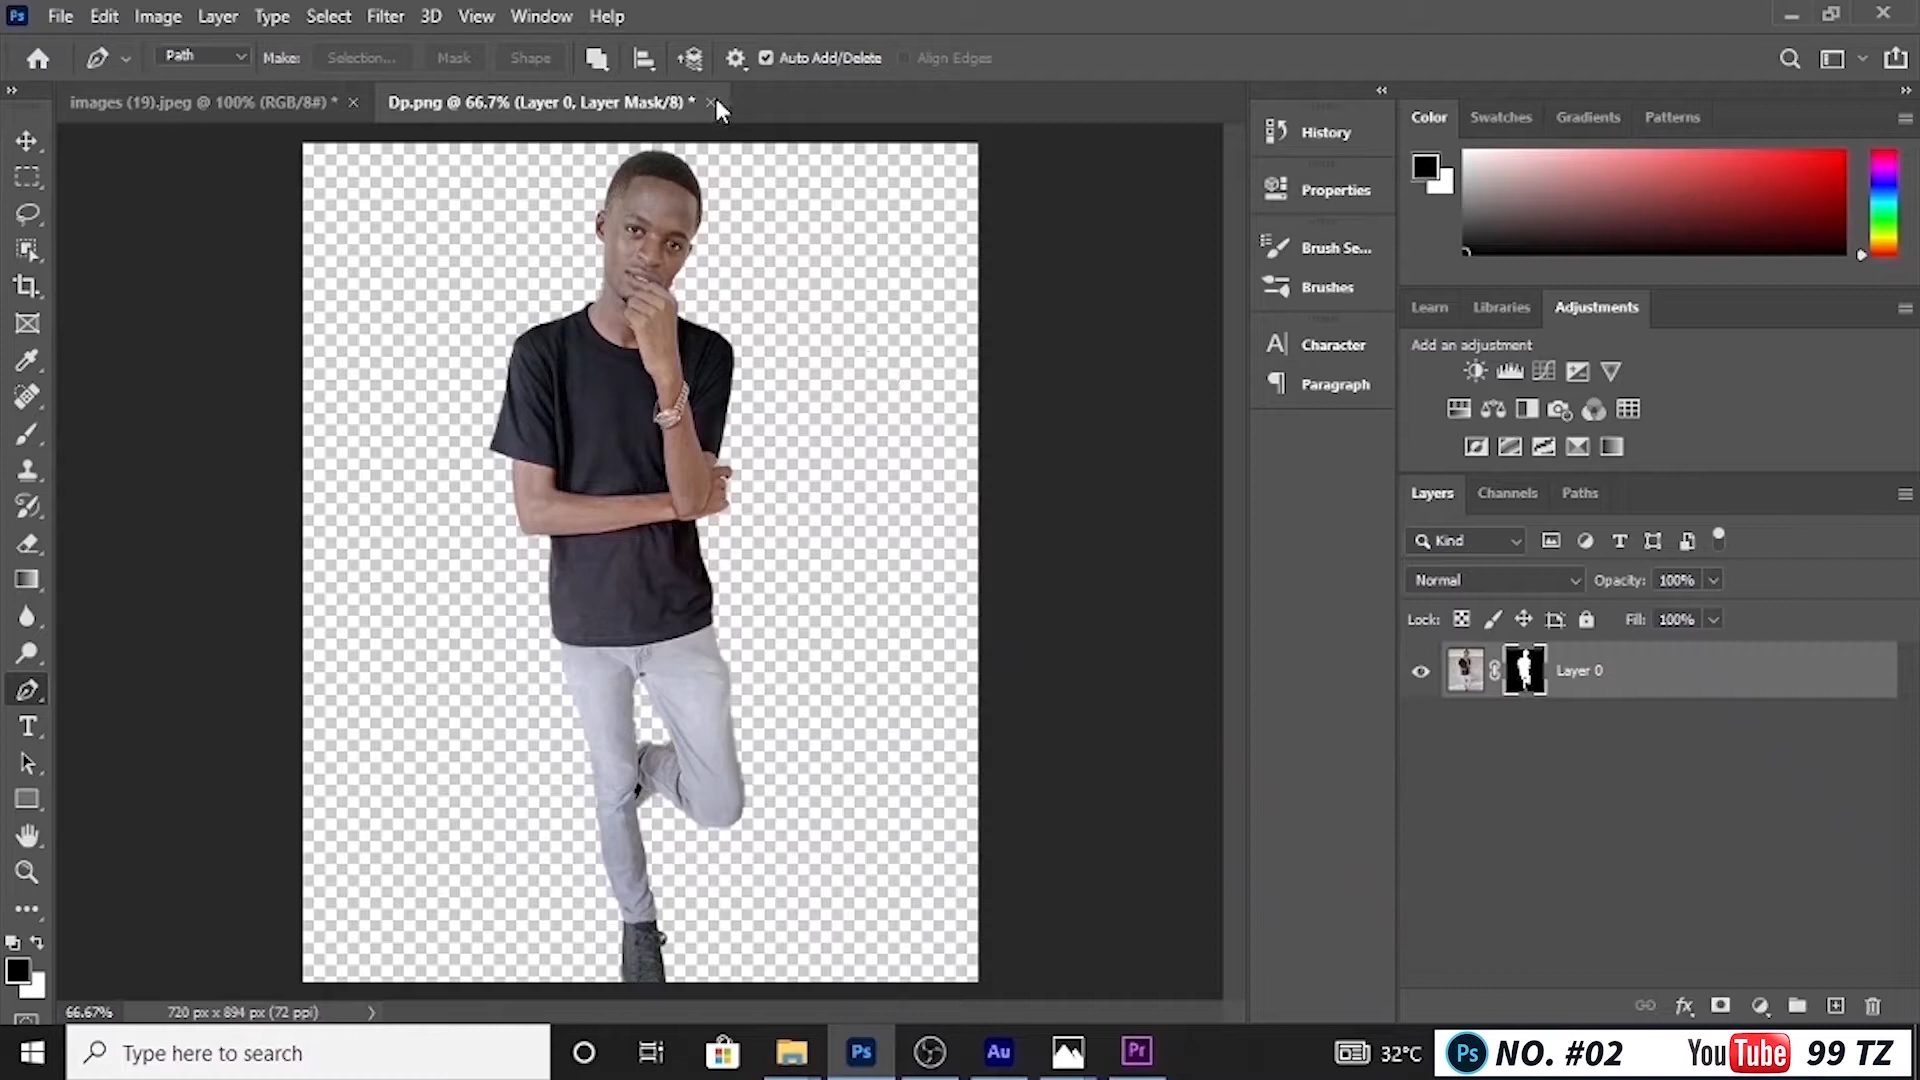 Ps File Edit Image Layer Type Select Filter 3D View Window Help
Path Make: Selection... Mask Shape Auto Add/Delete Align Edges
images (19).jpeg @ 100% (RGB/8#) *
Dp.png @ 66.7% (Layer 0, Layer Mask/8) *
History
Properties
Brush Se...
Brushes
Character
Paragraph
Color Swatches Gradients Patterns
Learn Libraries Adjustments
Add an adjustment
Layers Channels Paths
Kind
Normal Opacity: 100%
Lock: Fill: 100%
Layer 0
66.67% 720 px x 894 px (72 ppi)
Type here to search
Ps
Au
Pr
32°C
Ps NO. #02 YouTube 99 TZ